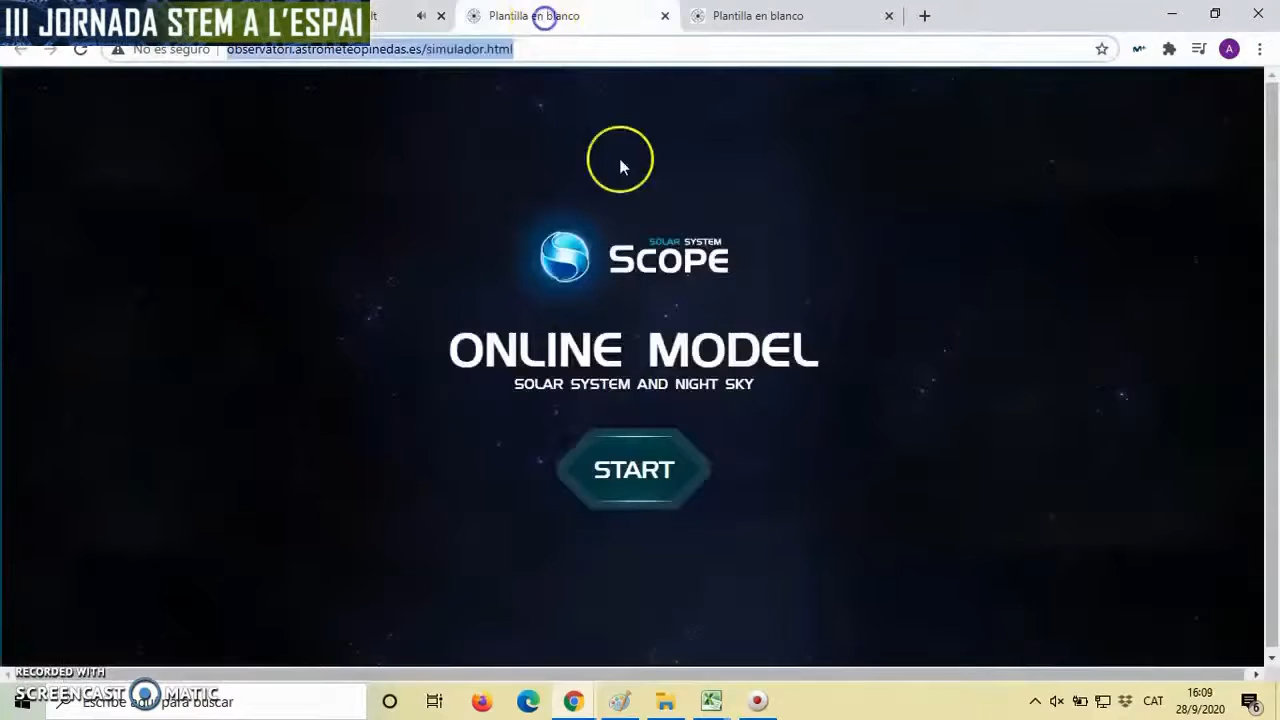 III JORNADA STEM A L'ESPAI
it
Plantilla en blanco
Plantilla en blanco
No es seguro
observatori.astrometeopinedas.es/simulador.html
A
SOLAR SYSTEM
SCOPE
ONLINE MODEL
SOLAR SYSTEM AND NIGHT SKY
START
RECORDED WITH
SCREENCAST MATIC
Escribe aquí para buscar
CAT
16:09
28/9/2020
6